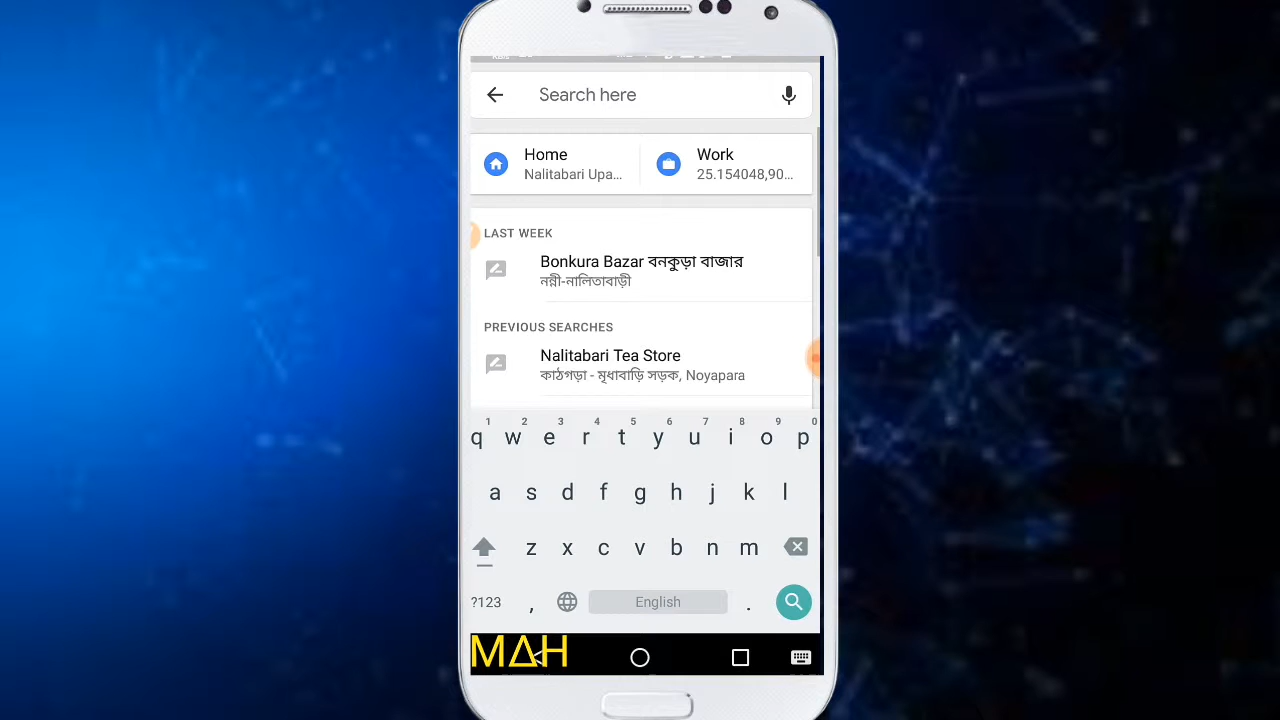 Search here
Home
Nalitabari Upa...
Work
25.154048,90...
LAST WEEK
Bonkura Bazar বনকুড়া বাজার
নন্নী-নালিতাবাড়ী
PREVIOUS SEARCHES
Nalitabari Tea Store
কাঠগড়া - মৃধাবাড়ি সড়ক, Noyapara
1 2 3 4 5 6 7 8 9 0
q w e r t y u i o p
a s d f g h j k l
z x c v b n m
?123 , English .
MAH